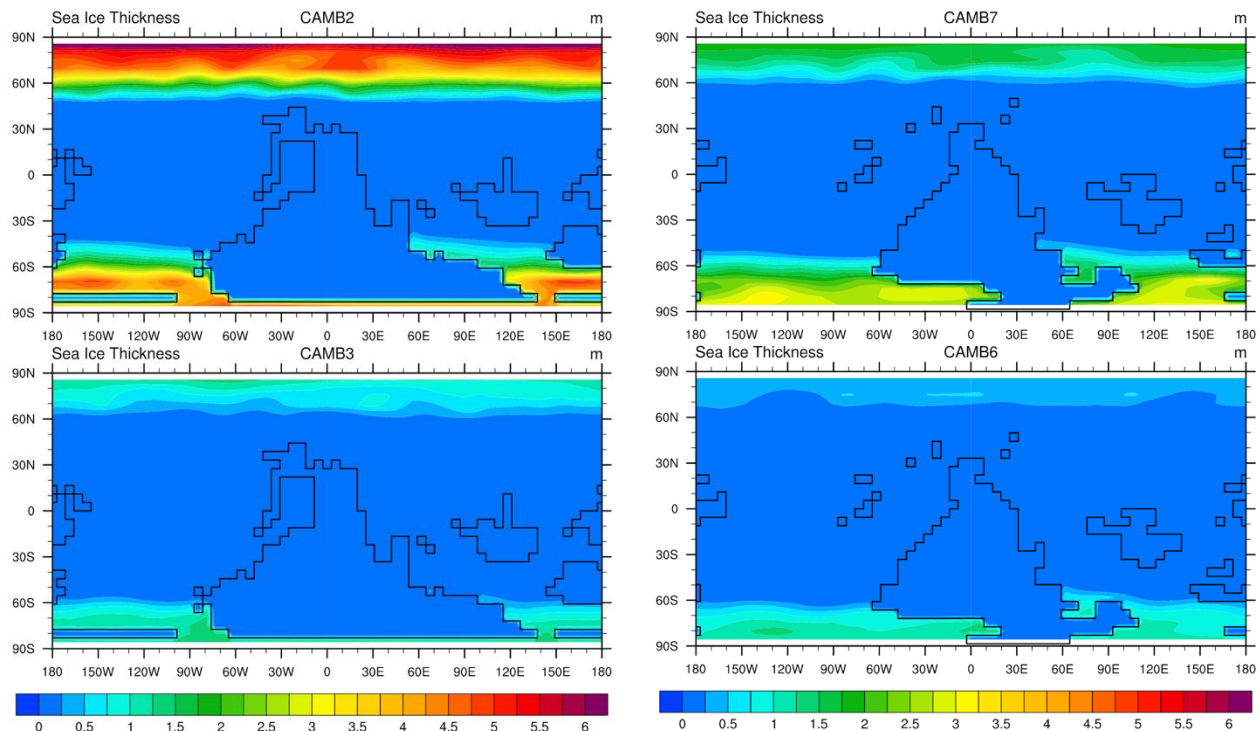 Sea Ice Thickness CAMB2 m
90N
60N
30N
0
30S
60S
90S
180 150W 120W 90W 60W 30W 0 30E 60E 90E 120E 150E 180
Sea Ice Thickness CAMB7 m
90N
60N
30N
0
30S
60S
90S
180 150W 120W 90W 60W 30W 0 30E 60E 90E 120E 150E 180
Sea Ice Thickness CAMB3 m
90N
60N
30N
0
30S
60S
90S
180 150W 120W 90W 60W 30W 0 30E 60E 90E 120E 150E 180
Sea Ice Thickness CAMB6 m
90N
60N
30N
0
30S
60S
90S
180 150W 120W 90W 60W 30W 0 30E 60E 90E 120E 150E 180
0 0.5 1 1.5 2 2.5 3 3.5 4 4.5 5 5.5 6
0 0.5 1 1.5 2 2.5 3 3.5 4 4.5 5 5.5 6